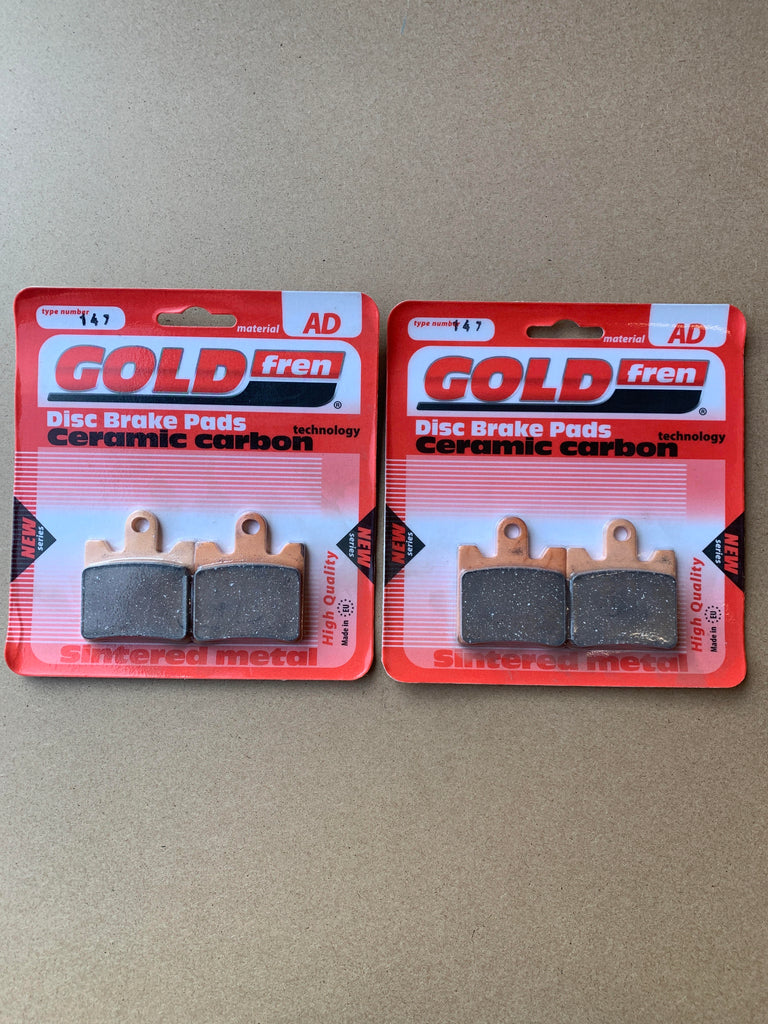 type number 147
material AD
GOLD fren ®
Disc Brake Pads
Ceramic carbon technology
NEW series
NEW series
High Quality
Made in EU
Sintered metal
type number 147
material AD
GOLD fren ®
Disc Brake Pads
Ceramic carbon technology
NEW series
NEW series
High Quality
Made in EU
Sintered metal